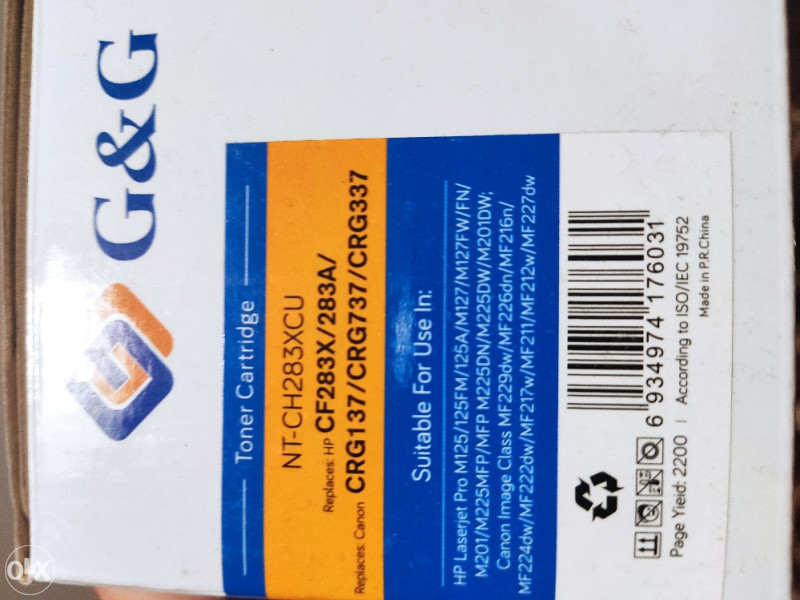 G&G
Toner Cartridge
NT-CH283XCU
Replaces: HP CF283X/283A/
Replaces: Canon CRG137/CRG737/CRG337
Suitable For Use In:
HP Laserjet Pro M125/125FM/125A/M127/M127FW/FN/
M201/M225MFP/MFP M225DN/M225DW/M201DW;
Canon Image Class MF229dw/MF226dn/MF216n/
MF224dw/MF222dw/MF217w/MF211/MF212w/MF227dw
6 934974 176031
Page Yieid: 2200 | According to ISO/IEC 19752
Made in P.R.China
OLX